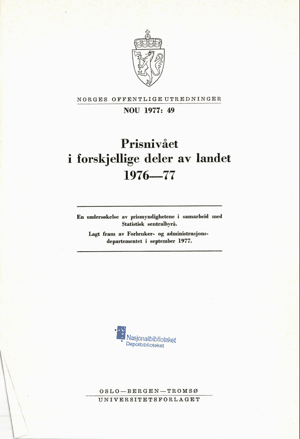 NORGES OFFENTLIGE UTREDNINGER
NOU 1977: 49
Prisnivået
i forskjellige deler av landet
1976—77
En undersøkelse av prismyndighetene i samarbeid med
Statistisk sentralbyrå.
Lagt fram av Forbruker- og administrasjons-
departementet i september 1977.
Nasjonalbiblioteket
Depotbiblioteket
OSLO—BERGEN—TROMSØ
UNIVERSITETSFORLAGET